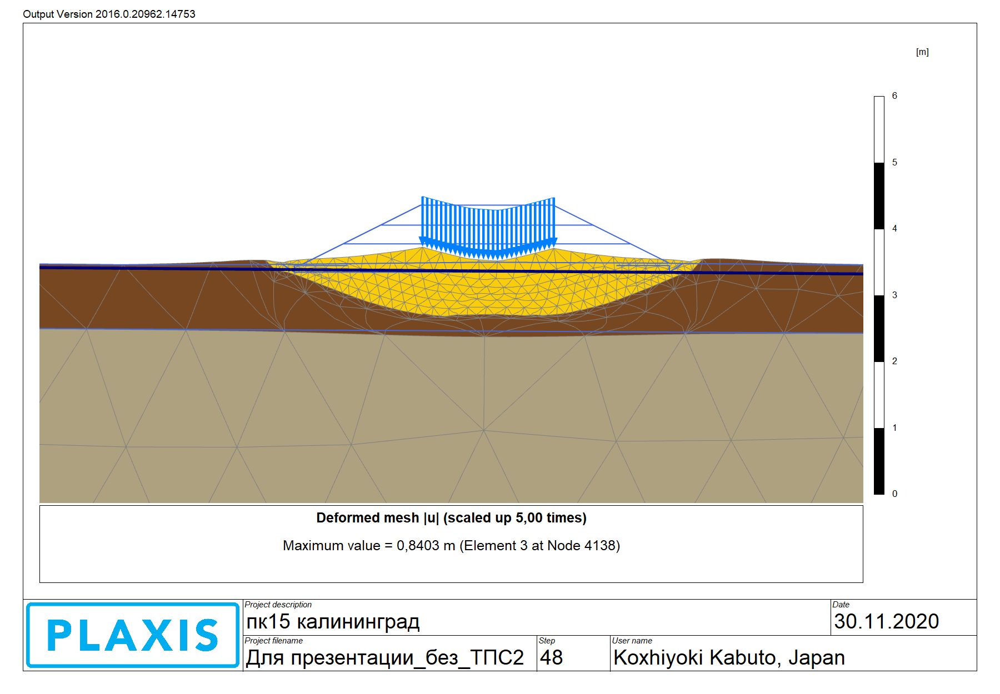 Output Version 2016.0.20962.14753
[m]
6
5
4
3
2
1
0
Deformed mesh |u| (scaled up 5,00 times)
Maximum value = 0,8403 m (Element 3 at Node 4138)
PLAXIS
Project description
пк15 калининград
Date
30.11.2020
Project filename
Для презентации_без_ТПС2
Step
48
User name
Koxhiyoki Kabuto, Japan